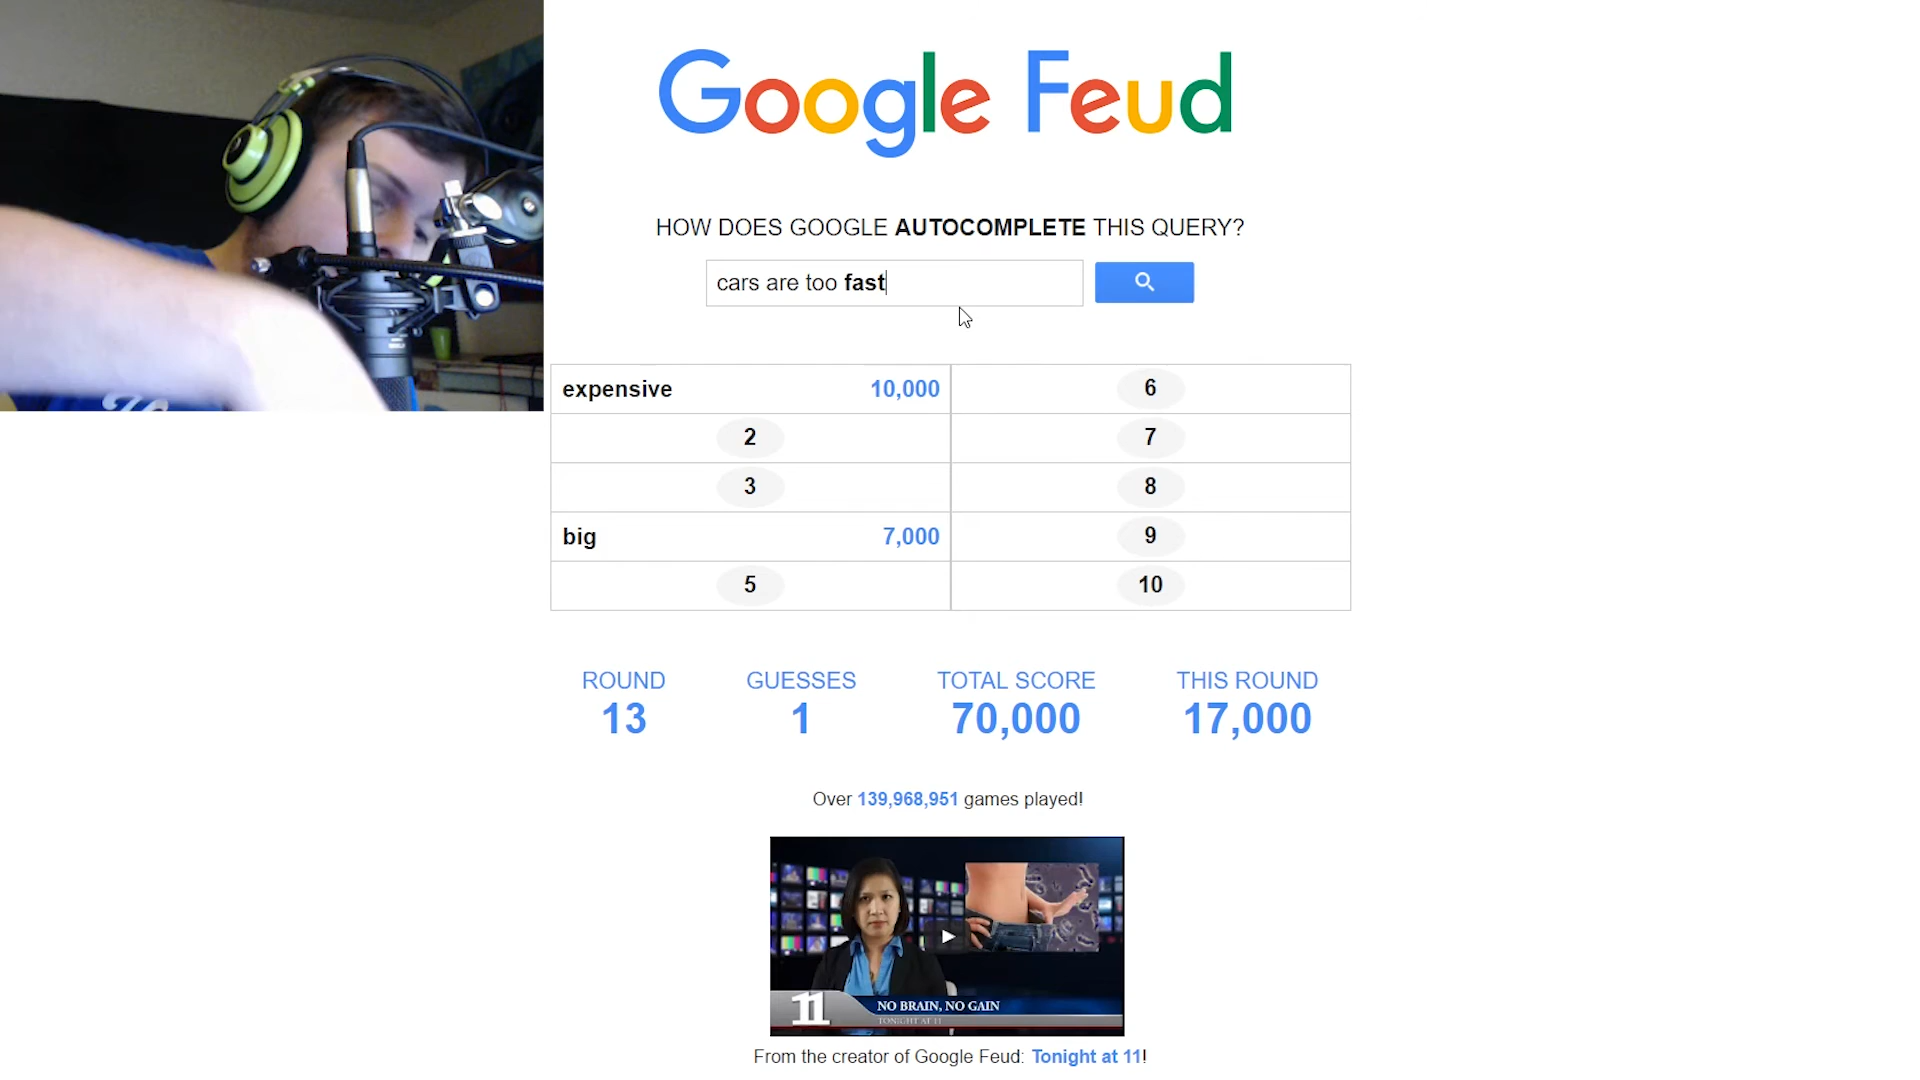 Google Feud
HOW DOES GOOGLE AUTOCOMPLETE THIS QUERY?
cars are too fast
expensive 10,000 6
2 7
3 8
big 7,000 9
5 10
ROUND GUESSES TOTAL SCORE THIS ROUND
13 1 70,000 17,000
Over 139,968,951 games played!
11 NO BRAIN, NO GAIN
TONIGHT AT 11
From the creator of Google Feud: Tonight at 11!